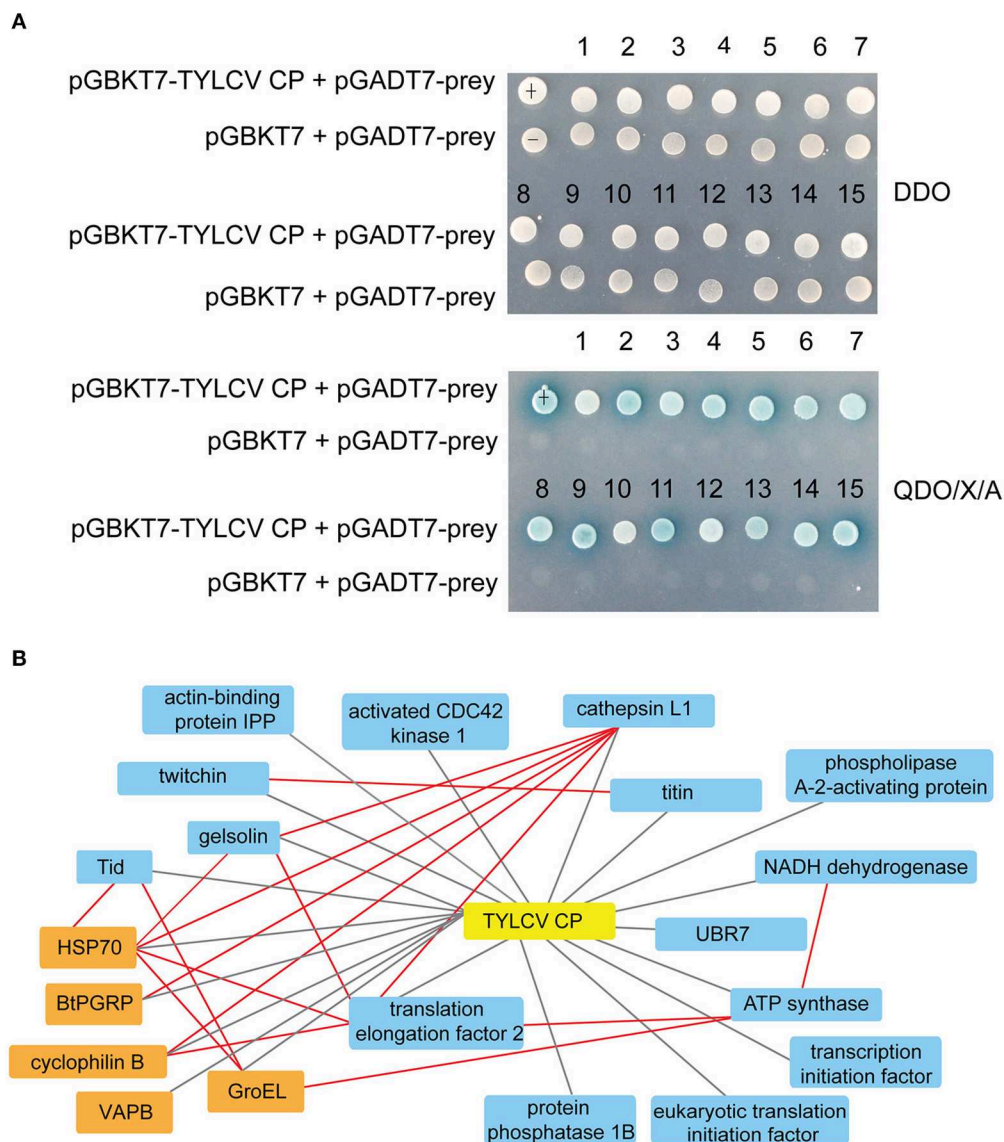 A
1 2 3 4 5 6 7
pGBKT7-TYLCV CP + pGADT7-prey
+
pGBKT7 + pGADT7-prey
−
8 9 10 11 12 13 14 15
DDO
pGBKT7-TYLCV CP + pGADT7-prey
pGBKT7 + pGADT7-prey
1 2 3 4 5 6 7
pGBKT7-TYLCV CP + pGADT7-prey
+
pGBKT7 + pGADT7-prey
8 9 10 11 12 13 14 15
QDO/X/A
pGBKT7-TYLCV CP + pGADT7-prey
pGBKT7 + pGADT7-prey
B
actin-binding
protein IPP
activated CDC42
kinase 1
cathepsin L1
twitchin
titin
phospholipase
A-2-activating protein
gelsolin
Tid
NADH dehydrogenase
TYLCV CP
UBR7
HSP70
BtPGRP
translation
elongation factor 2
ATP synthase
cyclophilin B
GroEL
VAPB
transcription
initiation factor
protein
phosphatase 1B
eukaryotic translation
initiation factor